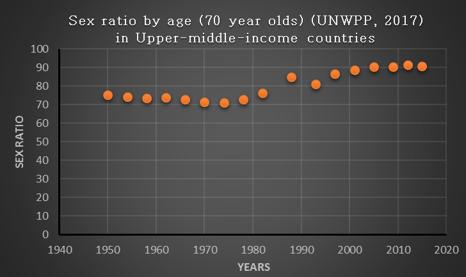 Sex ratio by age (70 year olds) (UNWPP, 2017)
in Upper-middle-income countries
100
90
80
70
60
50
40
30
20
10
0
SEX RATIO
1940 1950 1960 1970 1980 1990 2000 2010 2020
YEARS